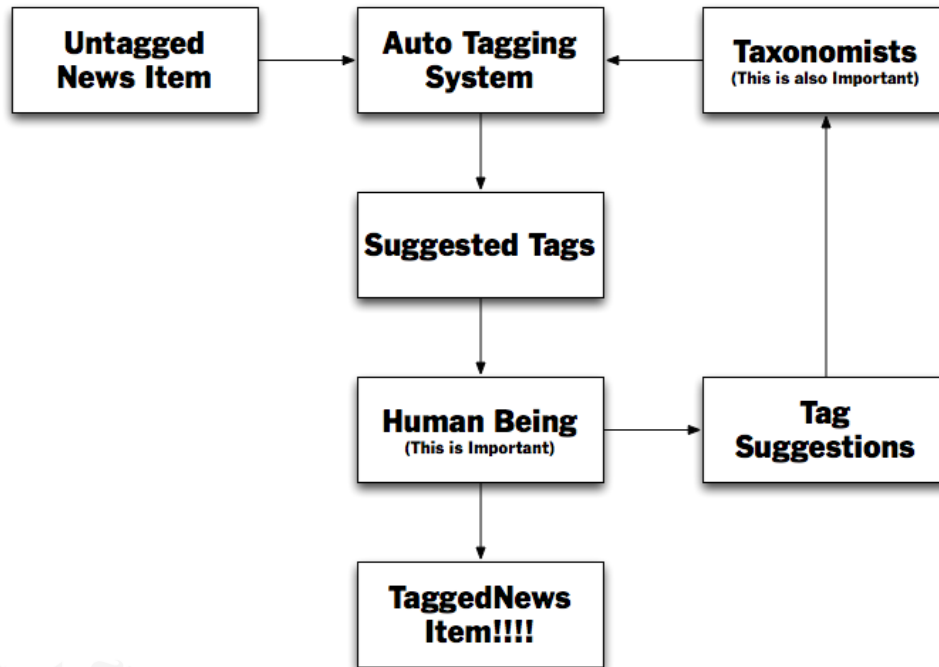 Untagged
News Item
Auto Tagging
System
Taxonomists
(This is also Important)
Suggested Tags
Human Being
(This is Important)
Tag
Suggestions
TaggedNews
Item!!!!